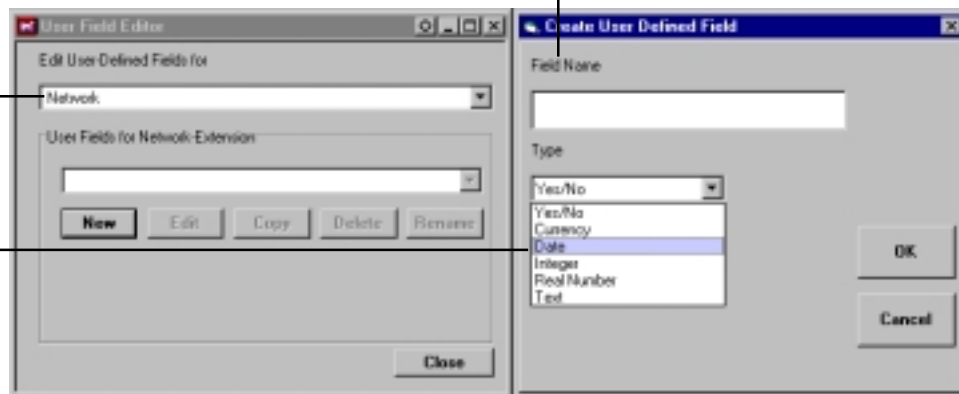 User Field Editor
Edit User-Defined Fields for
Network
User Fields for Network-Extension
New Edit Copy Delete Rename
Close
Create User Defined Field
Field Name
Type
Yes/No
Yes/No
Currency
Date
Integer
Real Number
Text
OK
Cancel